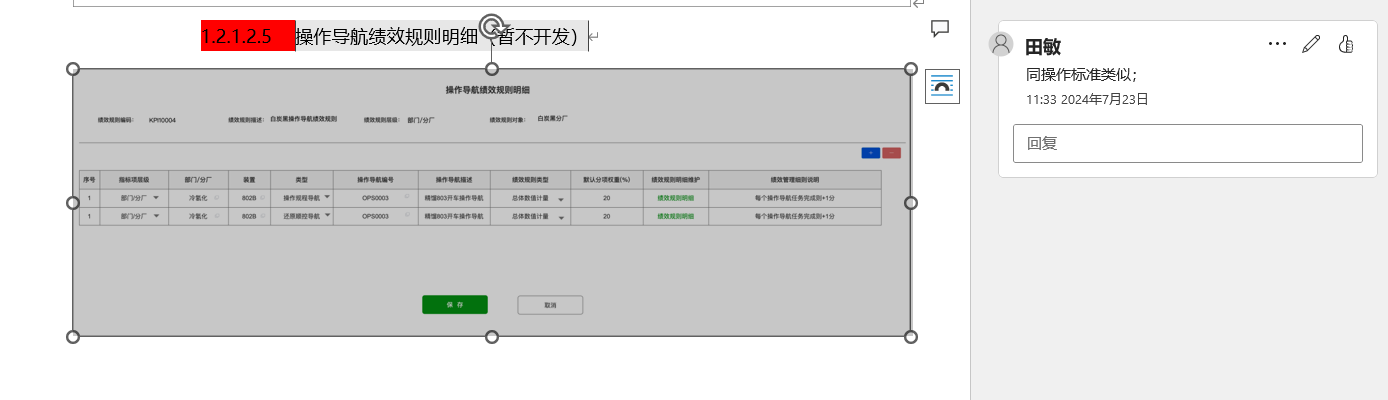 1.2.1.2.5 操作导航绩效规则明细（暂不开发）
操作导航绩效规则明细
绩效规则编码： KPI10004 绩效规则描述： 白炭黑操作导航绩效规则 绩效规则层级： 部门/分厂 绩效规则对象： 白炭黑分厂
+ −
序号 指标项层级 部门/分厂 装置 类型 操作导航编号 操作导航描述 绩效规则类型 默认分项权重(%) 绩效规则明细维护 绩效管理细则说明
1 部门/分厂 冷氢化 802B 操作规程导航 OPS0003 精馏803开车操作导航 总体数值计量 20 绩效规则明细 每个操作导航任务完成则+1分
1 部门/分厂 冷氢化 802B 还原暖控导航 OPS0003 精馏803开车操作导航 总体数值计量 20 绩效规则明细 每个操作导航任务完成则+1分
保 存 取消
田敏
同操作标准类似；
11:33 2024年7月23日
回复